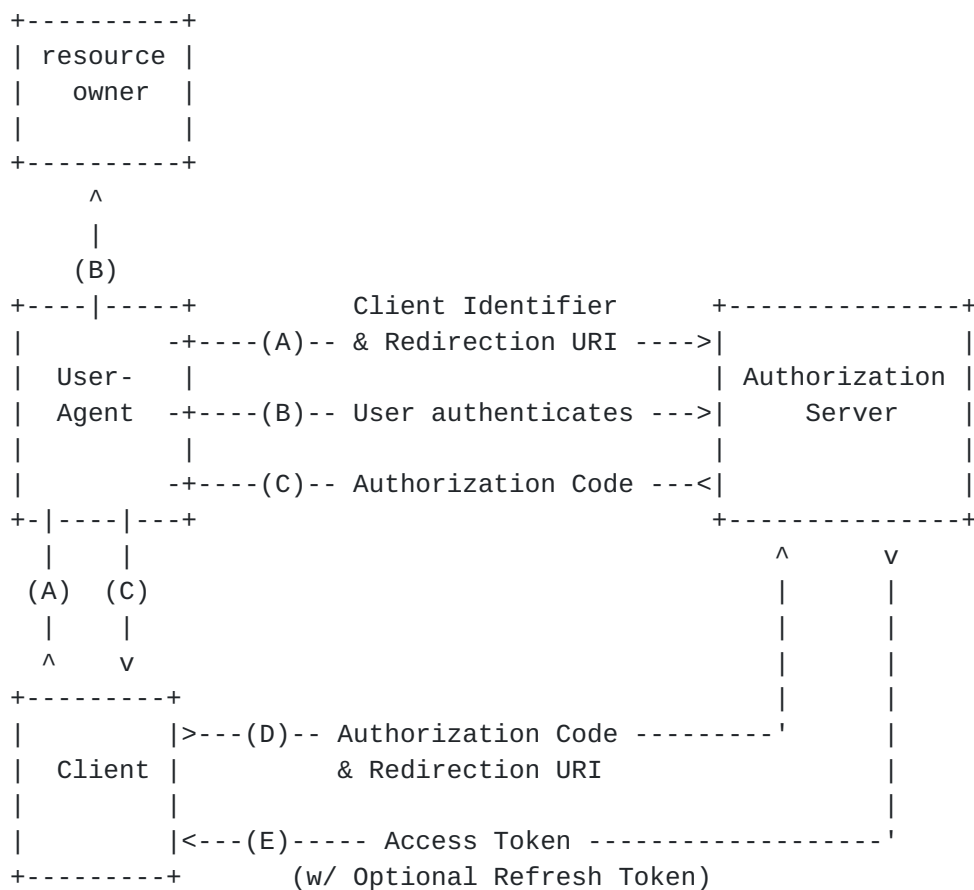 resource
owner
(B)
Client Identifier
(A) & Redirection URI
User-
Authorization
Agent (B) User authenticates Server
(C) Authorization Code
(A) (C)
(D) Authorization Code
Client & Redirection URI
(E) Access Token
(w/ Optional Refresh Token)